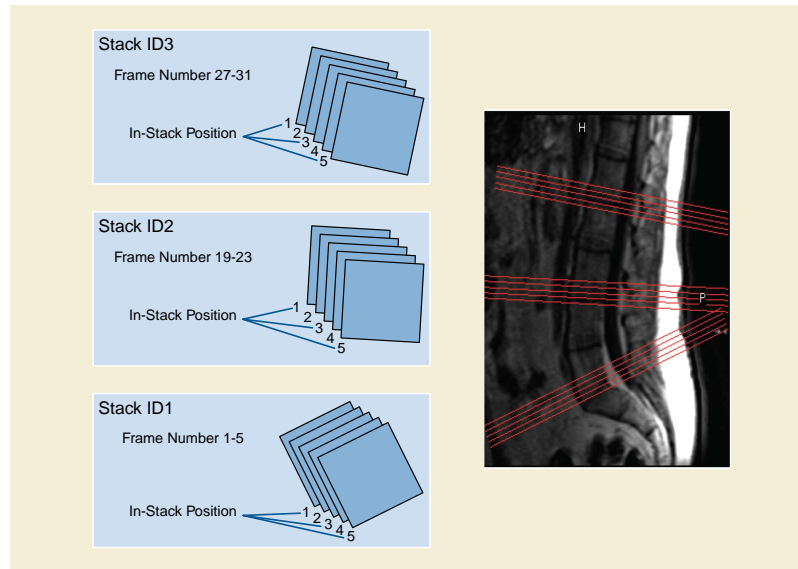 Stack ID3
Frame Number 27-31
In-Stack Position
1
2
3
4
5
Stack ID2
Frame Number 19-23
In-Stack Position
1
2
3
4
5
Stack ID1
Frame Number 1-5
In-Stack Position
1
2
3
4
5
H
P